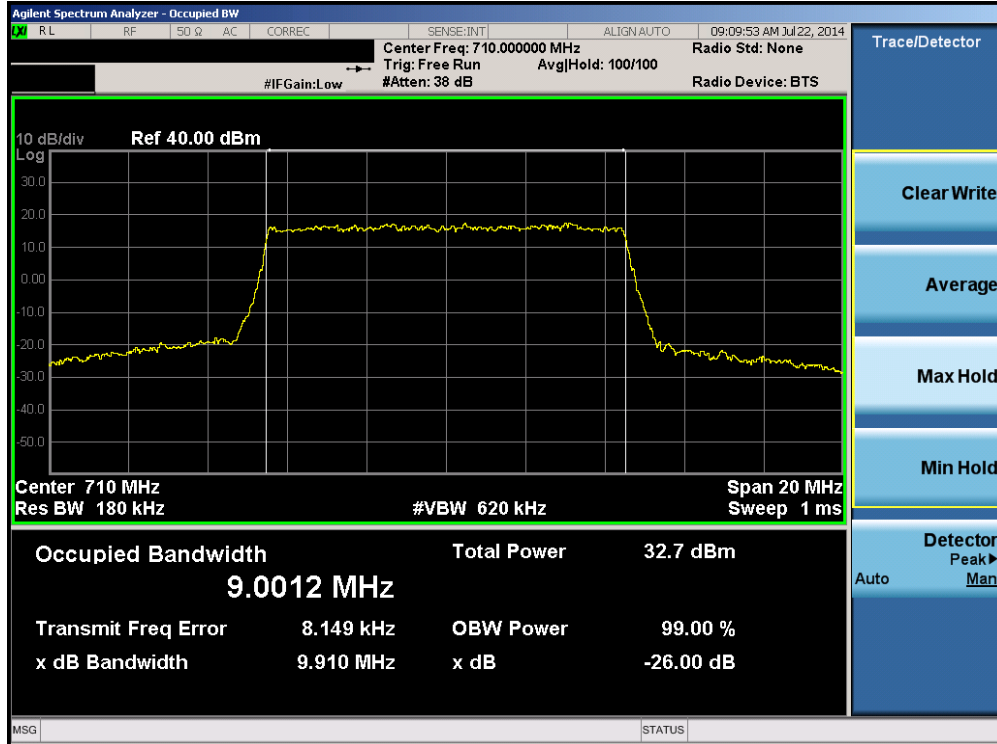 Agilent Spectrum Analyzer - Occupied BW
LXI RL RF 50 Ω AC CORREC SENSE:INT ALIGN AUTO 09:09:53 AM Jul 22, 2014
Center Freq: 710.000000 MHz Radio Std: None
Trig: Free Run Avg|Hold: 100/100
#IFGain:Low #Atten: 38 dB Radio Device: BTS
Trace/Detector
10 dB/div Ref 40.00 dBm
Log
30.0
20.0
10.0
0.00
-10.0
-20.0
-30.0
-40.0
-50.0
Center 710 MHz Span 20 MHz
Res BW 180 kHz #VBW 620 kHz Sweep 1 ms
Occupied Bandwidth Total Power 32.7 dBm
9.0012 MHz
Transmit Freq Error 8.149 kHz OBW Power 99.00 %
x dB Bandwidth 9.910 MHz x dB -26.00 dB
Clear Write
Average
Max Hold
Min Hold
Detector
Peak▶
Auto Man
MSG STATUS